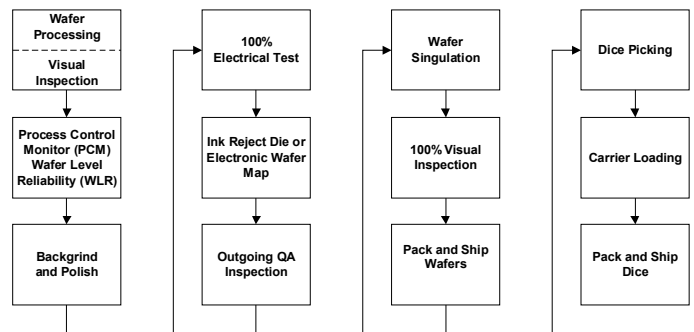 Wafer
Processing
Visual
Inspection
Process Control
Monitor (PCM)
Wafer Level
Reliability (WLR)
Backgrind
and Polish
100%
Electrical Test
Ink Reject Die or
Electronic Wafer
Map
Outgoing QA
Inspection
Wafer
Singulation
100% Visual
Inspection
Pack and Ship
Wafers
Dice Picking
Carrier Loading
Pack and Ship
Dice